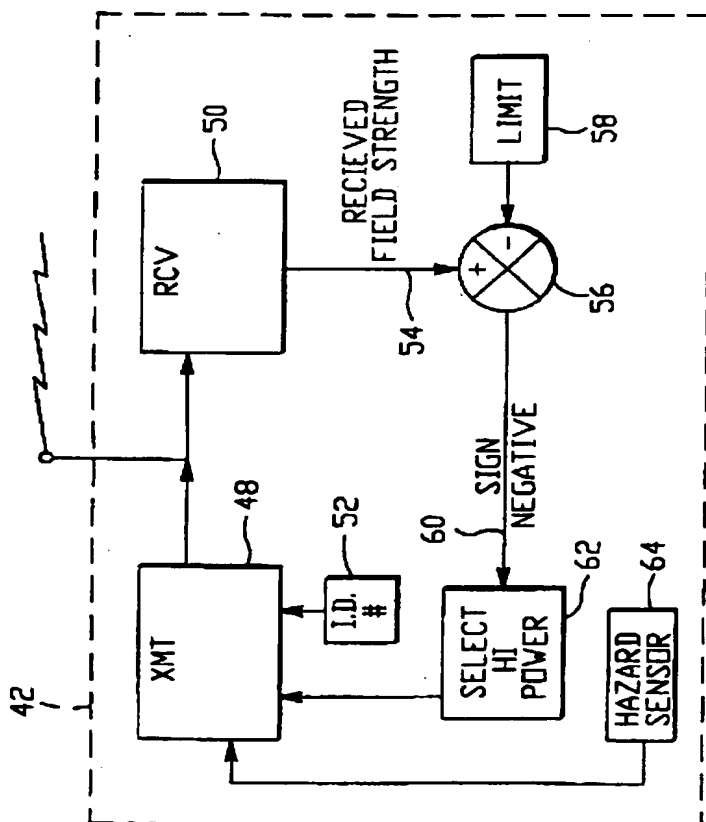 42
XMT
48
RCV
50
I.D.
#
52
RECIEVED
FIELD STRENGTH
54
+
-
56
LIMIT
58
SIGN
NEGATIVE
60
SELECT
HI
POWER
62
HAZARD
SENSOR
64